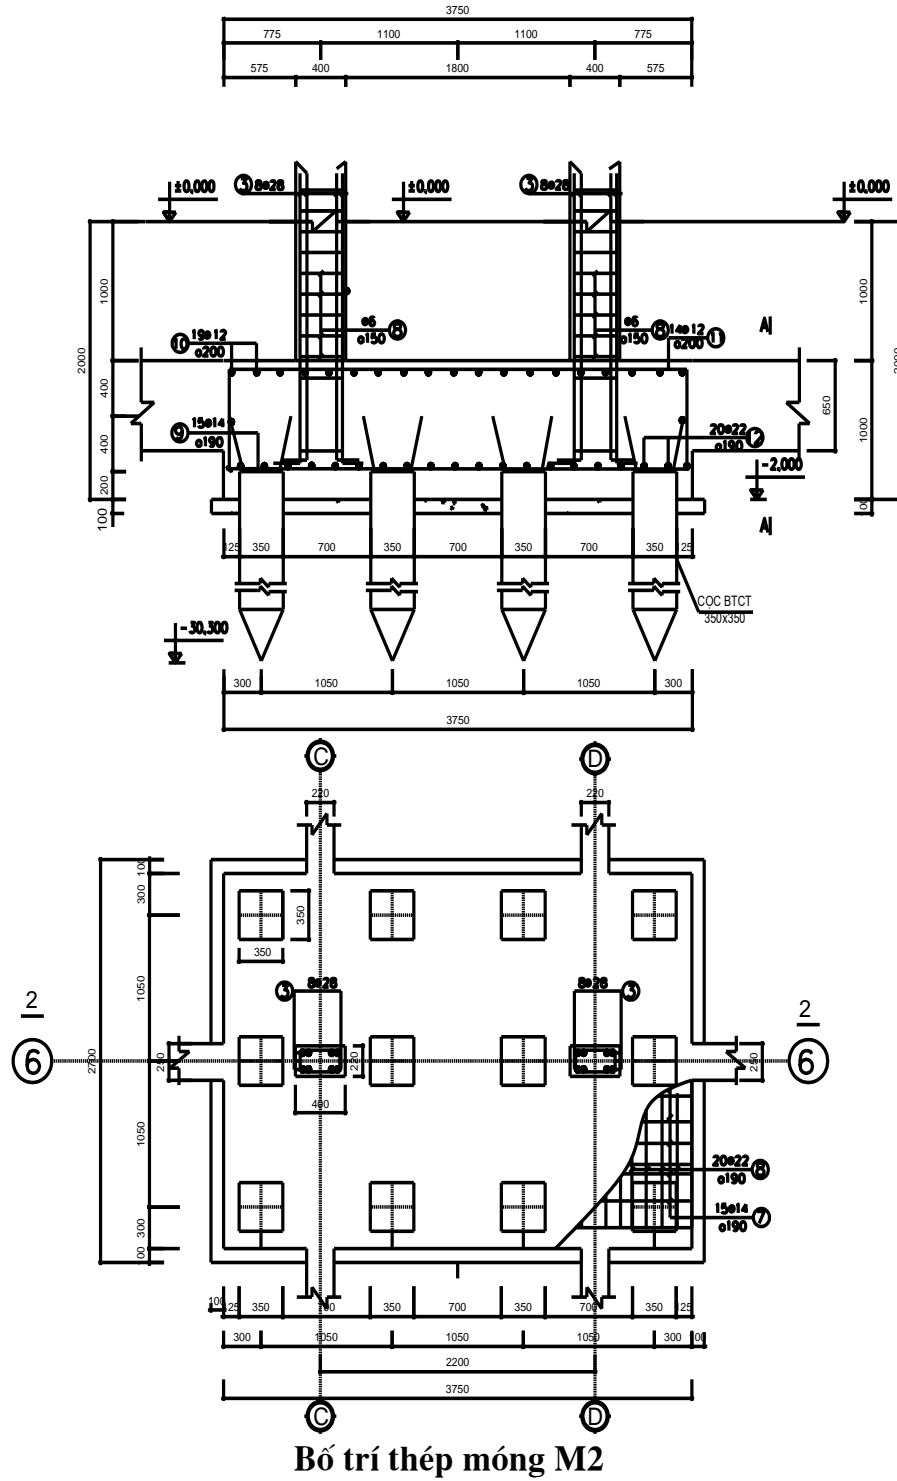 3750
775 1100 1100 775
575 400 1800 400 575
±0,000 3 8ø28 ±0,000 3 8ø28 ±0,000
1000 1000
ø6 8 ø6 8 14ø12 11 A
a150 a150 a200
10 19ø12
a200
2000
400 650
9 15ø14 20ø22 12
a190 a190
400 1000
-2,000
200
100 100
A
125 350 700 350 700 350 700 350 125
CỌC BTCT
350x350
-30,300
300 1050 1050 1050 300
3750
C D
220 220
100
300 350
350
3 8ø28 8ø28 3
1050
2 2
6 2700 250 220 250 6
400
1050
20ø22 8
a190
15ø14 7
a190
300
100
100 125 350 700 350 700 350 700 350 125
300 1050 1050 1050 300 100
2200
3750
C D
Bố trí thép móng M2